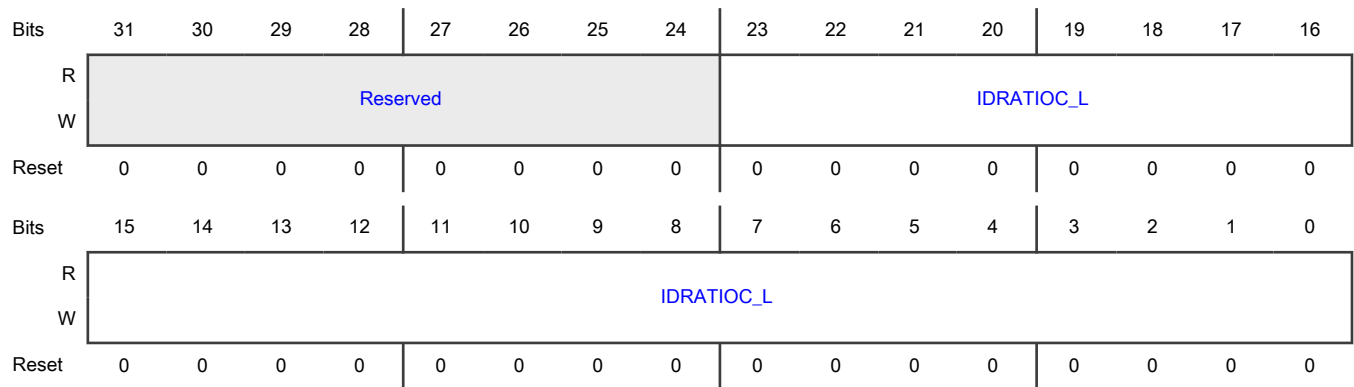 Bits 31 30 29 28 27 26 25 24 23 22 21 20 19 18 17 16
R
Reserved IDRATIOC_L
W
Reset 0 0 0 0 0 0 0 0 0 0 0 0 0 0 0 0
Bits 15 14 13 12 11 10 9 8 7 6 5 4 3 2 1 0
R
IDRATIOC_L
W
Reset 0 0 0 0 0 0 0 0 0 0 0 0 0 0 0 0